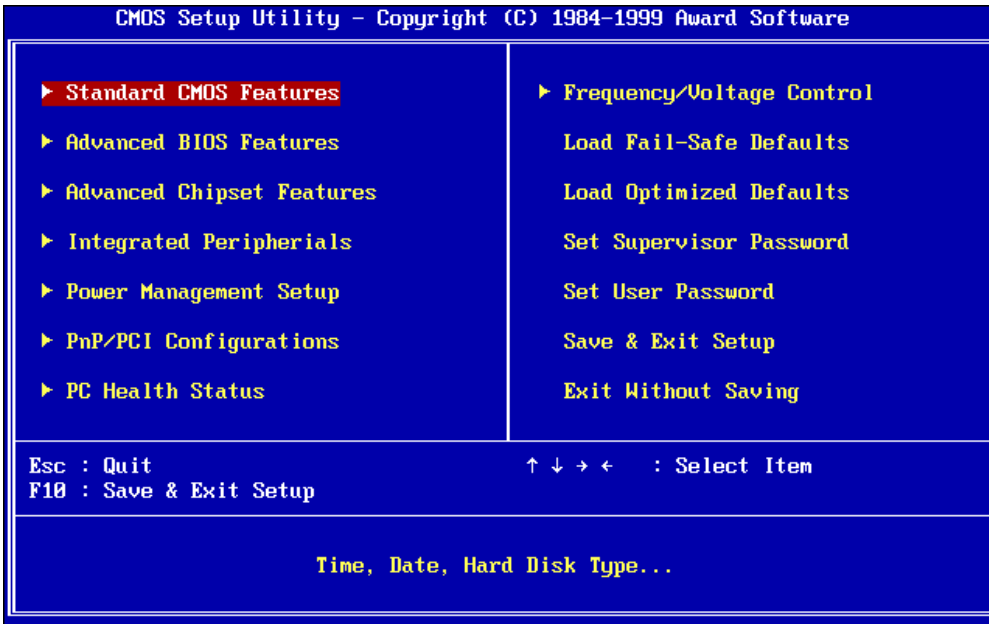 CMOS Setup Utility – Copyright (C) 1984–1999 Award Software
▶ Standard CMOS Features
▶ Advanced BIOS Features
▶ Advanced Chipset Features
▶ Integrated Peripherials
▶ Power Management Setup
▶ PnP/PCI Configurations
▶ PC Health Status
▶ Frequency/Voltage Control
Load Fail–Safe Defaults
Load Optimized Defaults
Set Supervisor Password
Set User Password
Save & Exit Setup
Exit Without Saving
Esc : Quit
F10 : Save & Exit Setup
↑ ↓ → ← : Select Item
Time, Date, Hard Disk Type...